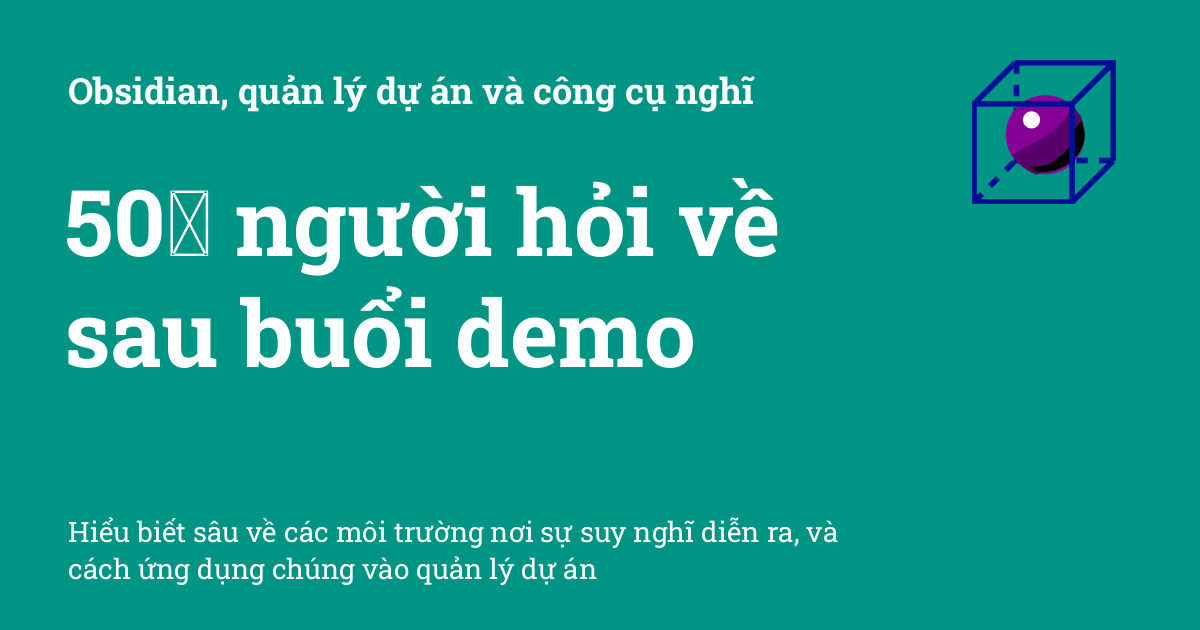 Obsidian, quản lý dự án và công cụ nghĩ
50 người hỏi về
sau buổi demo
Hiểu biết sâu về các môi trường nơi sự suy nghĩ diễn ra, và
cách ứng dụng chúng vào quản lý dự án